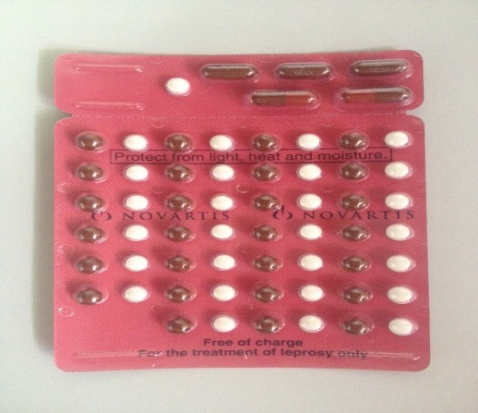 Protect from light, heat and moisture.
NOVARTIS NOVARTIS
Free of charge
For the treatment of leprosy only